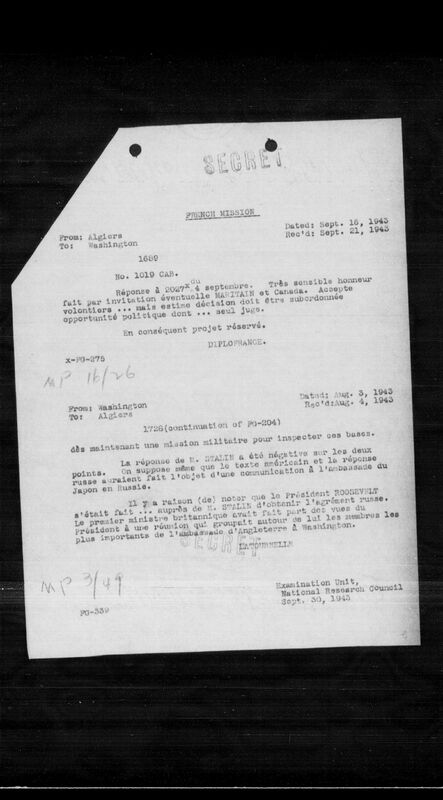 SECRET
FRENCH MISSION
From: Algiers
To: Washington
Dated: Sept. 16, 1943
Rec'd: Sept. 21, 1943
1689
No. 1019 CAB.
Réponse à 2027 du 4 septembre. Très sensible honneur
fait par invitation éventuelle MARITAIN et Canada. Accepte
volontiers ... mais estime décision doit être subordonnée
opportunité politique dont ... seul juge.
En conséquent projet réservé.
DIPLOFRANCE.
x-FG-275
MP 16/26
From: Washington
To: Algiers
Dated: Aug. 3, 1943
Rec'd: Aug. 4, 1943
1728(continuation of FG-204)
dès maintenant une mission militaire pour inspecter ces bases.
La réponse de M. STALIN a été négative sur les deux
points. On suppose même que le texte américain et la réponse
russe auraient fait l'objet d'une communication à l'ambassade du
Japon en Russie.
Il y a raison (de) noter que le Président ROOSEVELT
s'était fait ... auprès de M. STALIN d'obtenir l'agrément russe.
Le premier ministre britannique avait fait part des vues du
Président à une réunion qui groupait autour de lui les membres les
plus importants de l'ambassade d'Angleterre à Washington.
SECRET
MP 3/49
Examination Unit,
National Research Council
Sept. 30, 1943.
FG-339